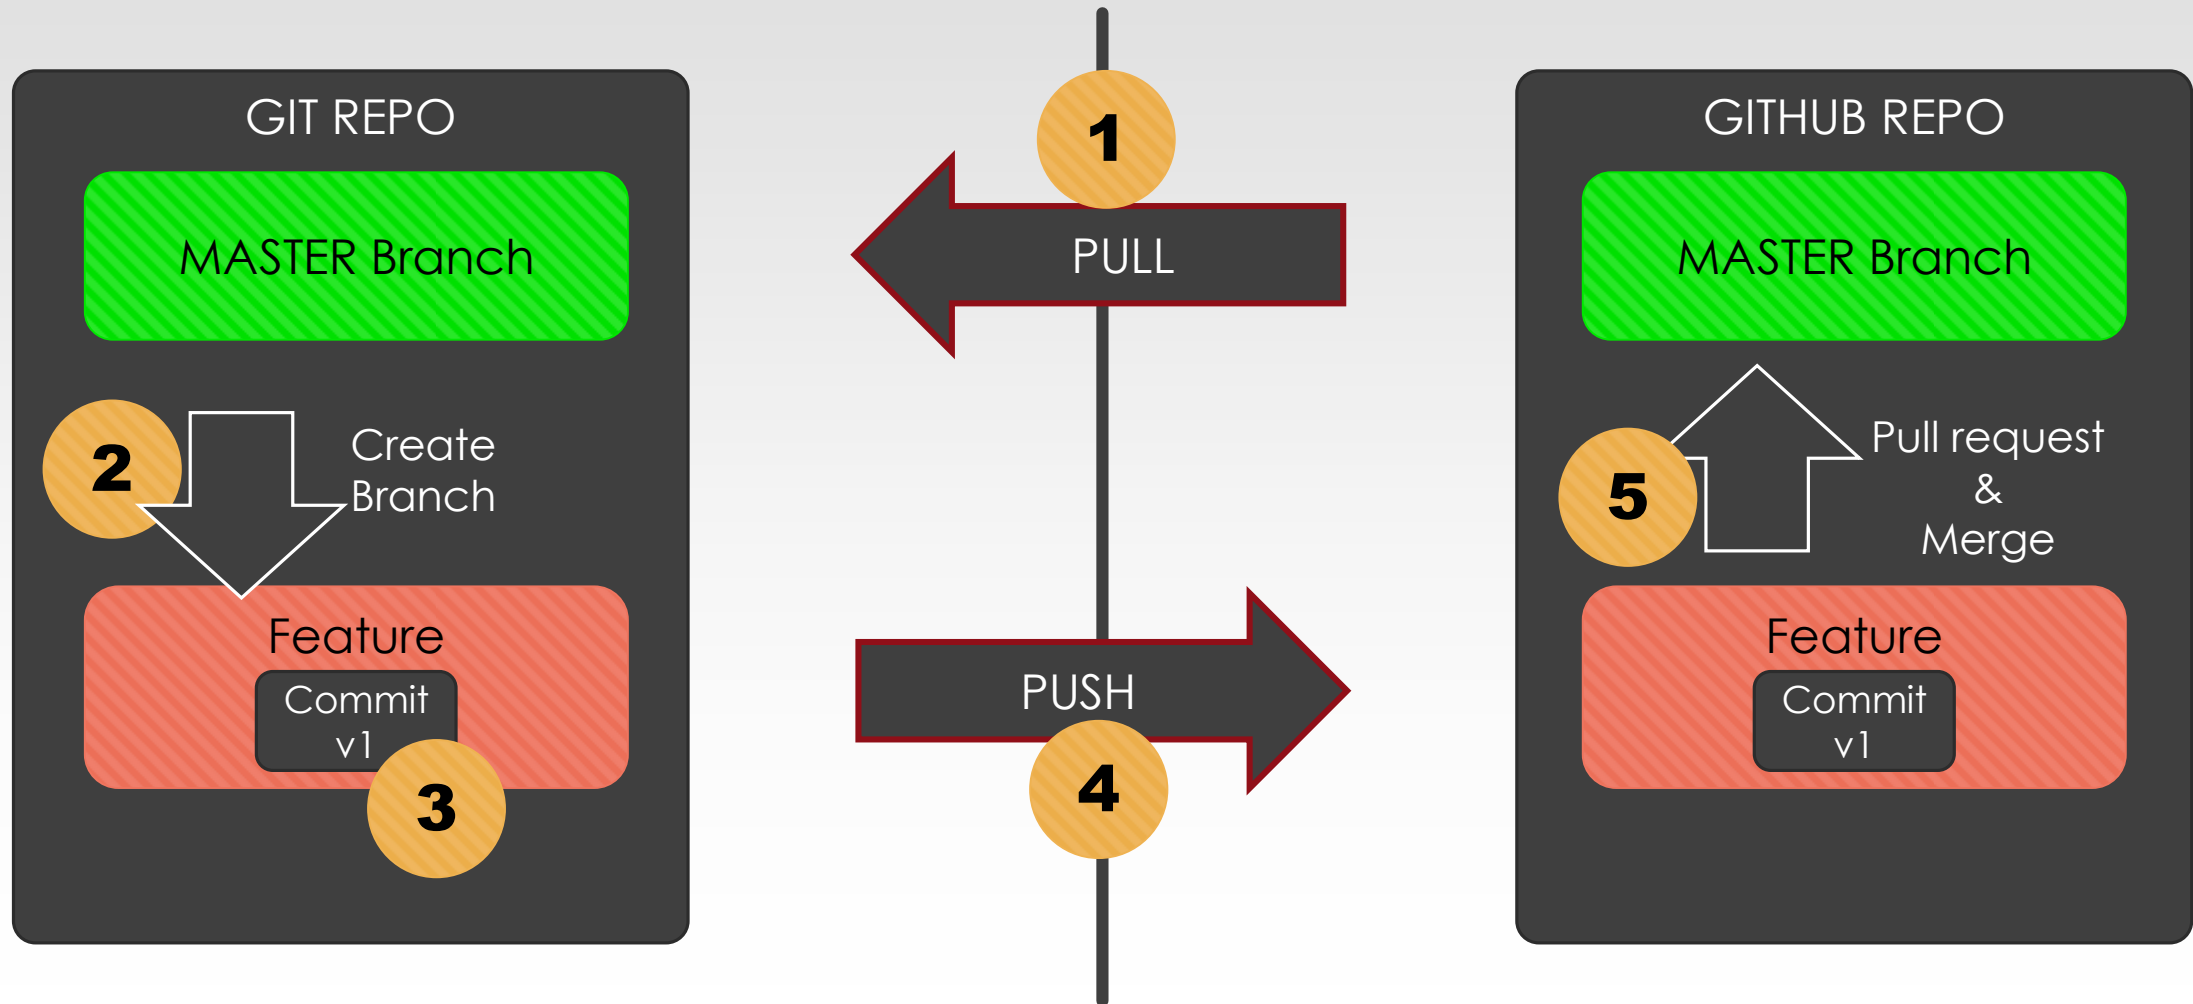 GIT REPO
MASTER Branch
2
Create
Branch
Feature
Commit
v1
3
1
PULL
PUSH
4
GITHUB REPO
MASTER Branch
5
Pull request
&
Merge
Feature
Commit
v1